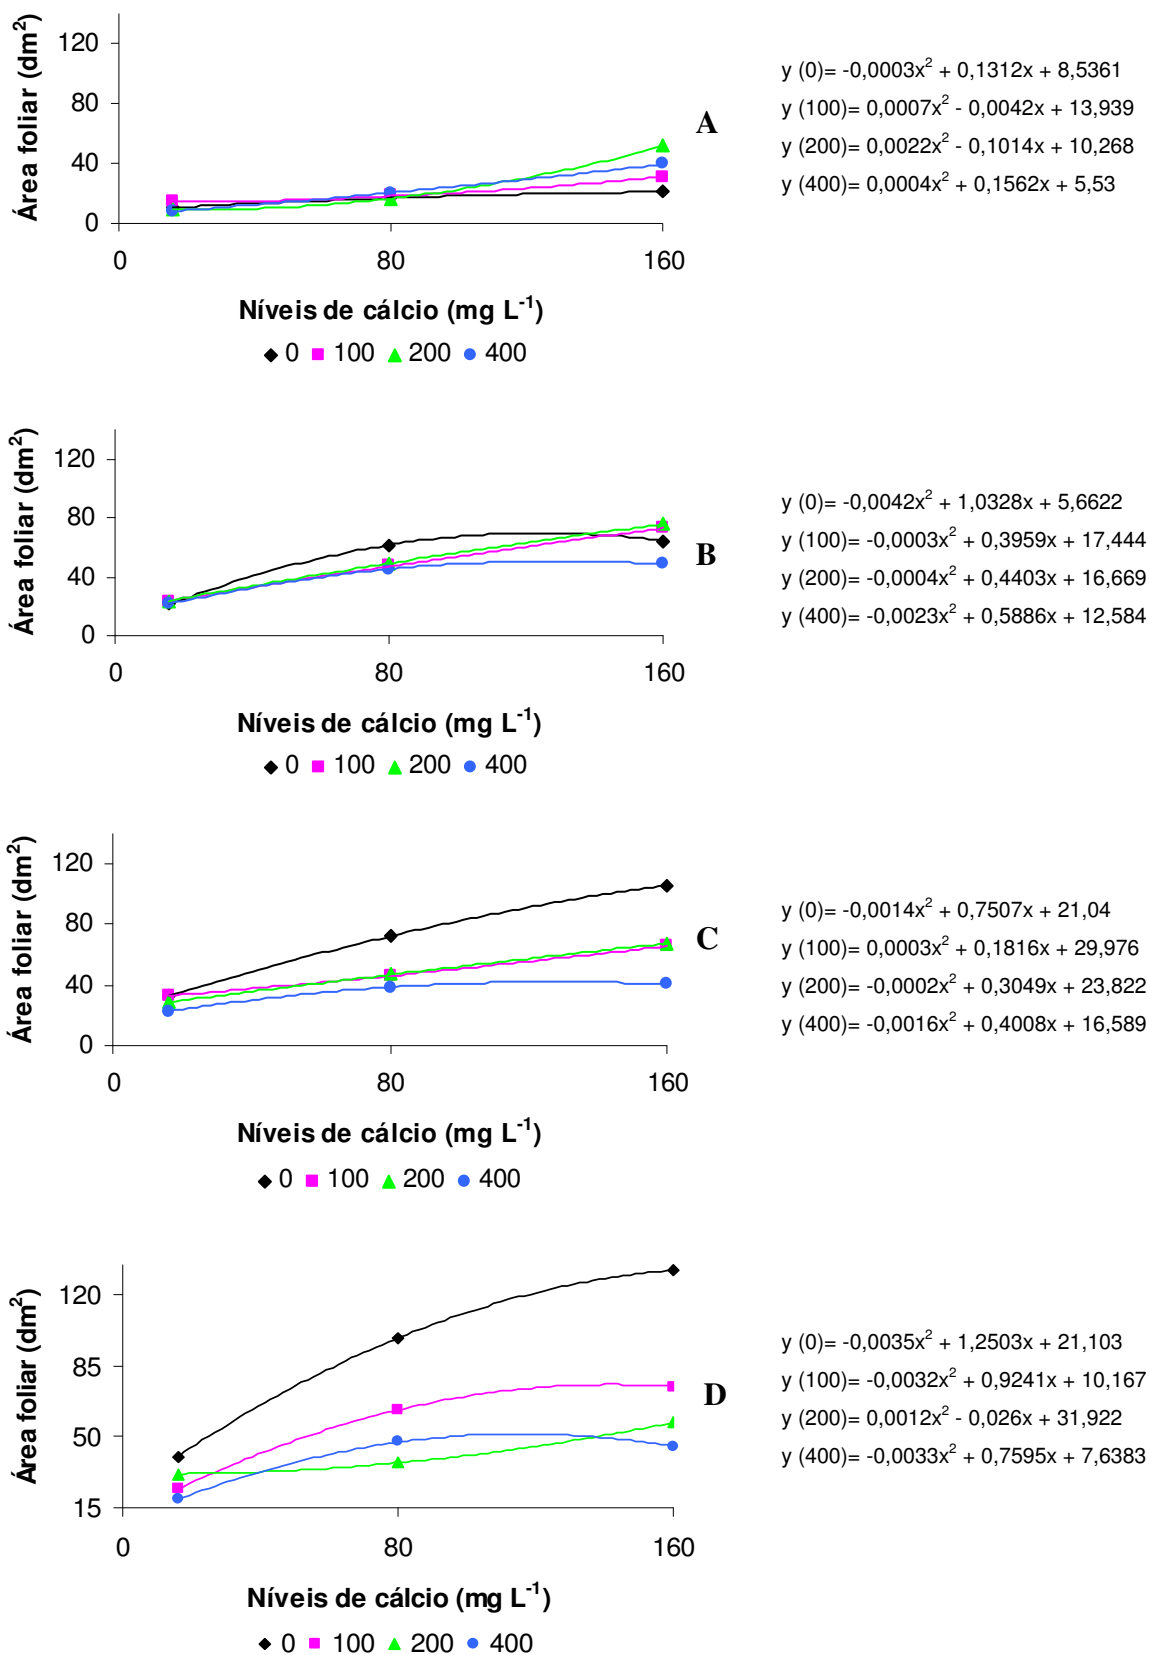 Área foliar (dm²)
120
80
40
0
0 80 160
Níveis de cálcio (mg L⁻¹)
0 100 200 400
A
y (0)= -0,0003x² + 0,1312x + 8,5361
y (100)= 0,0007x² - 0,0042x + 13,939
y (200)= 0,0022x² - 0,1014x + 10,268
y (400)= 0,0004x² + 0,1562x + 5,53
Área foliar (dm²)
120
80
40
0
0 80 160
Níveis de cálcio (mg L⁻¹)
0 100 200 400
B
y (0)= -0,0042x² + 1,0328x + 5,6622
y (100)= -0,0003x² + 0,3959x + 17,444
y (200)= -0,0004x² + 0,4403x + 16,669
y (400)= -0,0023x² + 0,5886x + 12,584
Área foliar (dm²)
120
80
40
0
0 80 160
Níveis de cálcio (mg L⁻¹)
0 100 200 400
C
y (0)= -0,0014x² + 0,7507x + 21,04
y (100)= 0,0003x² + 0,1816x + 29,976
y (200)= -0,0002x² + 0,3049x + 23,822
y (400)= -0,0016x² + 0,4008x + 16,589
Área foliar (dm²)
120
85
50
15
0 80 160
Níveis de cálcio (mg L⁻¹)
0 100 200 400
D
y (0)= -0,0035x² + 1,2503x + 21,103
y (100)= -0,0032x² + 0,9241x + 10,167
y (200)= 0,0012x² - 0,026x + 31,922
y (400)= -0,0033x² + 0,7595x + 7,6383